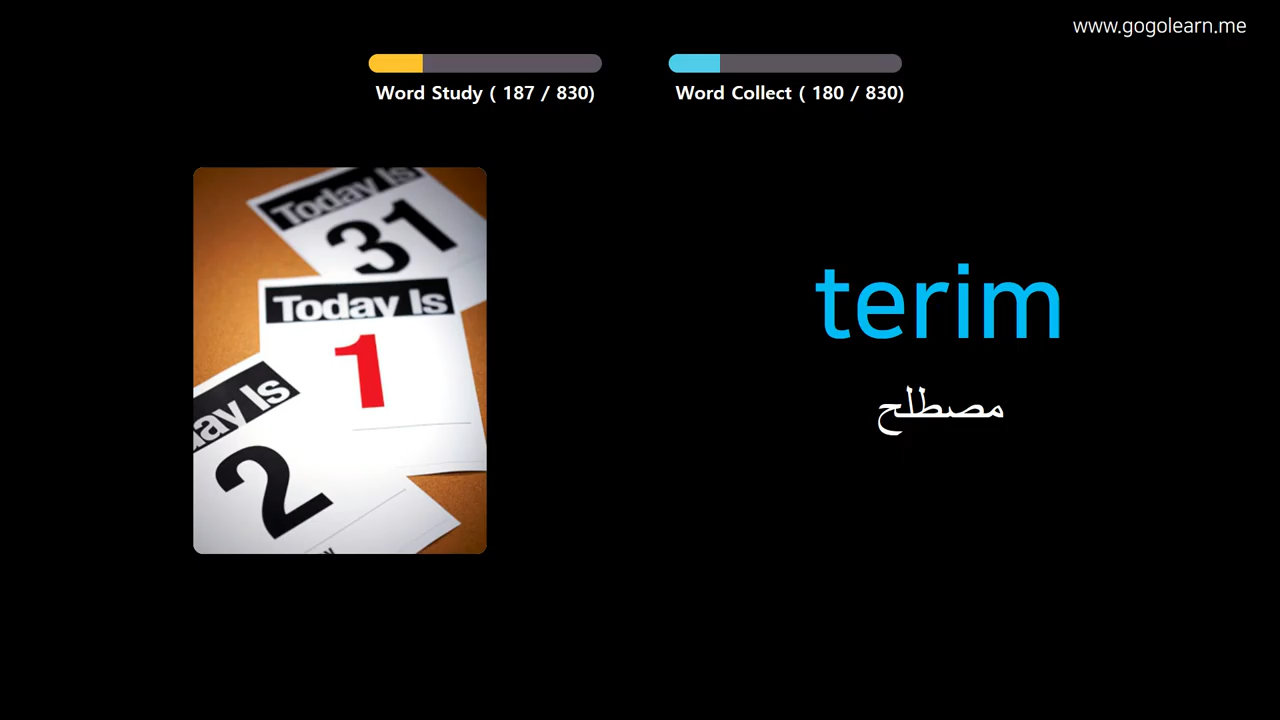 www.gogolearn.me
Word Study ( 187 / 830)
Word Collect ( 180 / 830)
Today Is
31
Today Is
1
day Is
2
terim
مصطلح